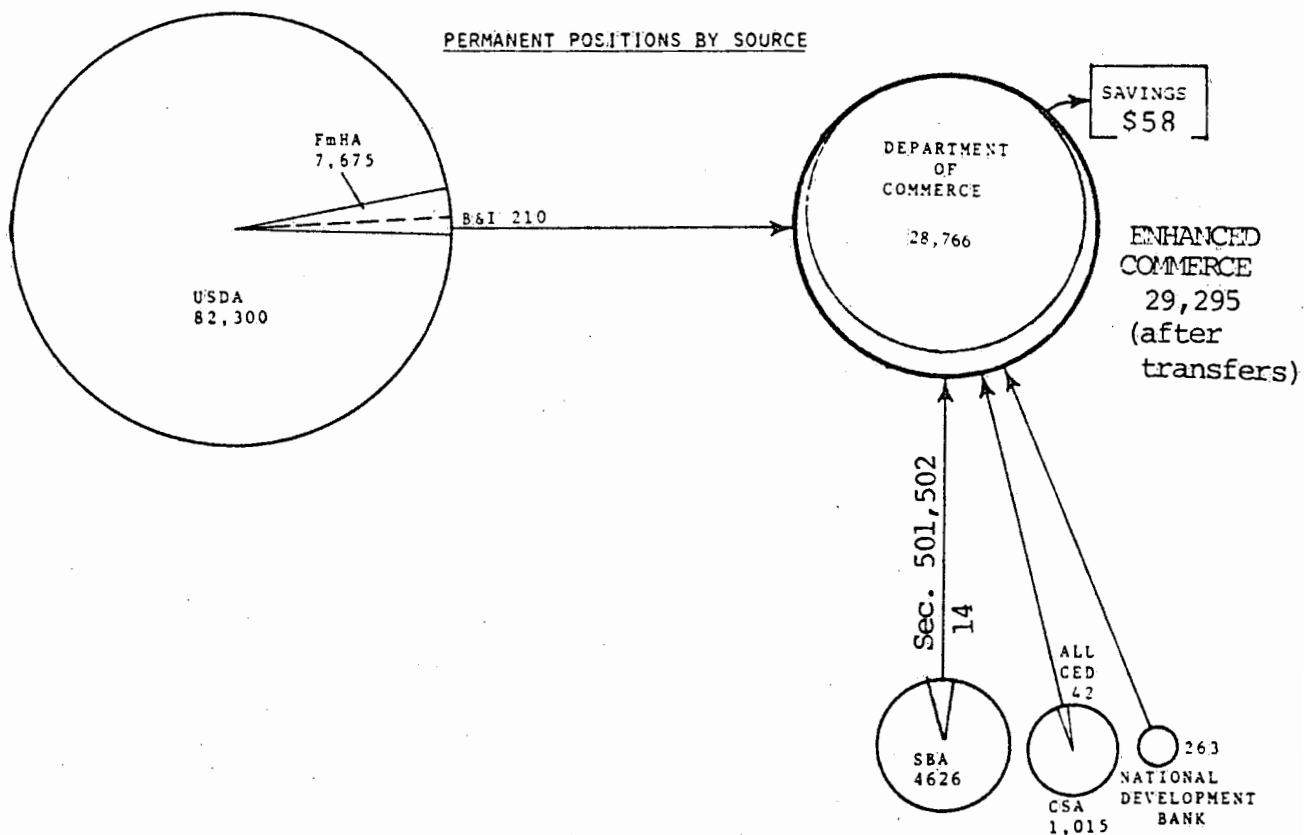 PERMANENT POSITIONS BY SOURCE
FmHA
7,675
B&I 210
USDA
82,300
DEPARTMENT
OF
COMMERCE
28,766
SAVINGS
$58
ENHANCED
COMMERCE
29,295
(after
transfers)
Sec. 501,502
14
ALL
CED
42
SBA
4626
CSA
1,015
263
NATIONAL
DEVELOPMENT
BANK